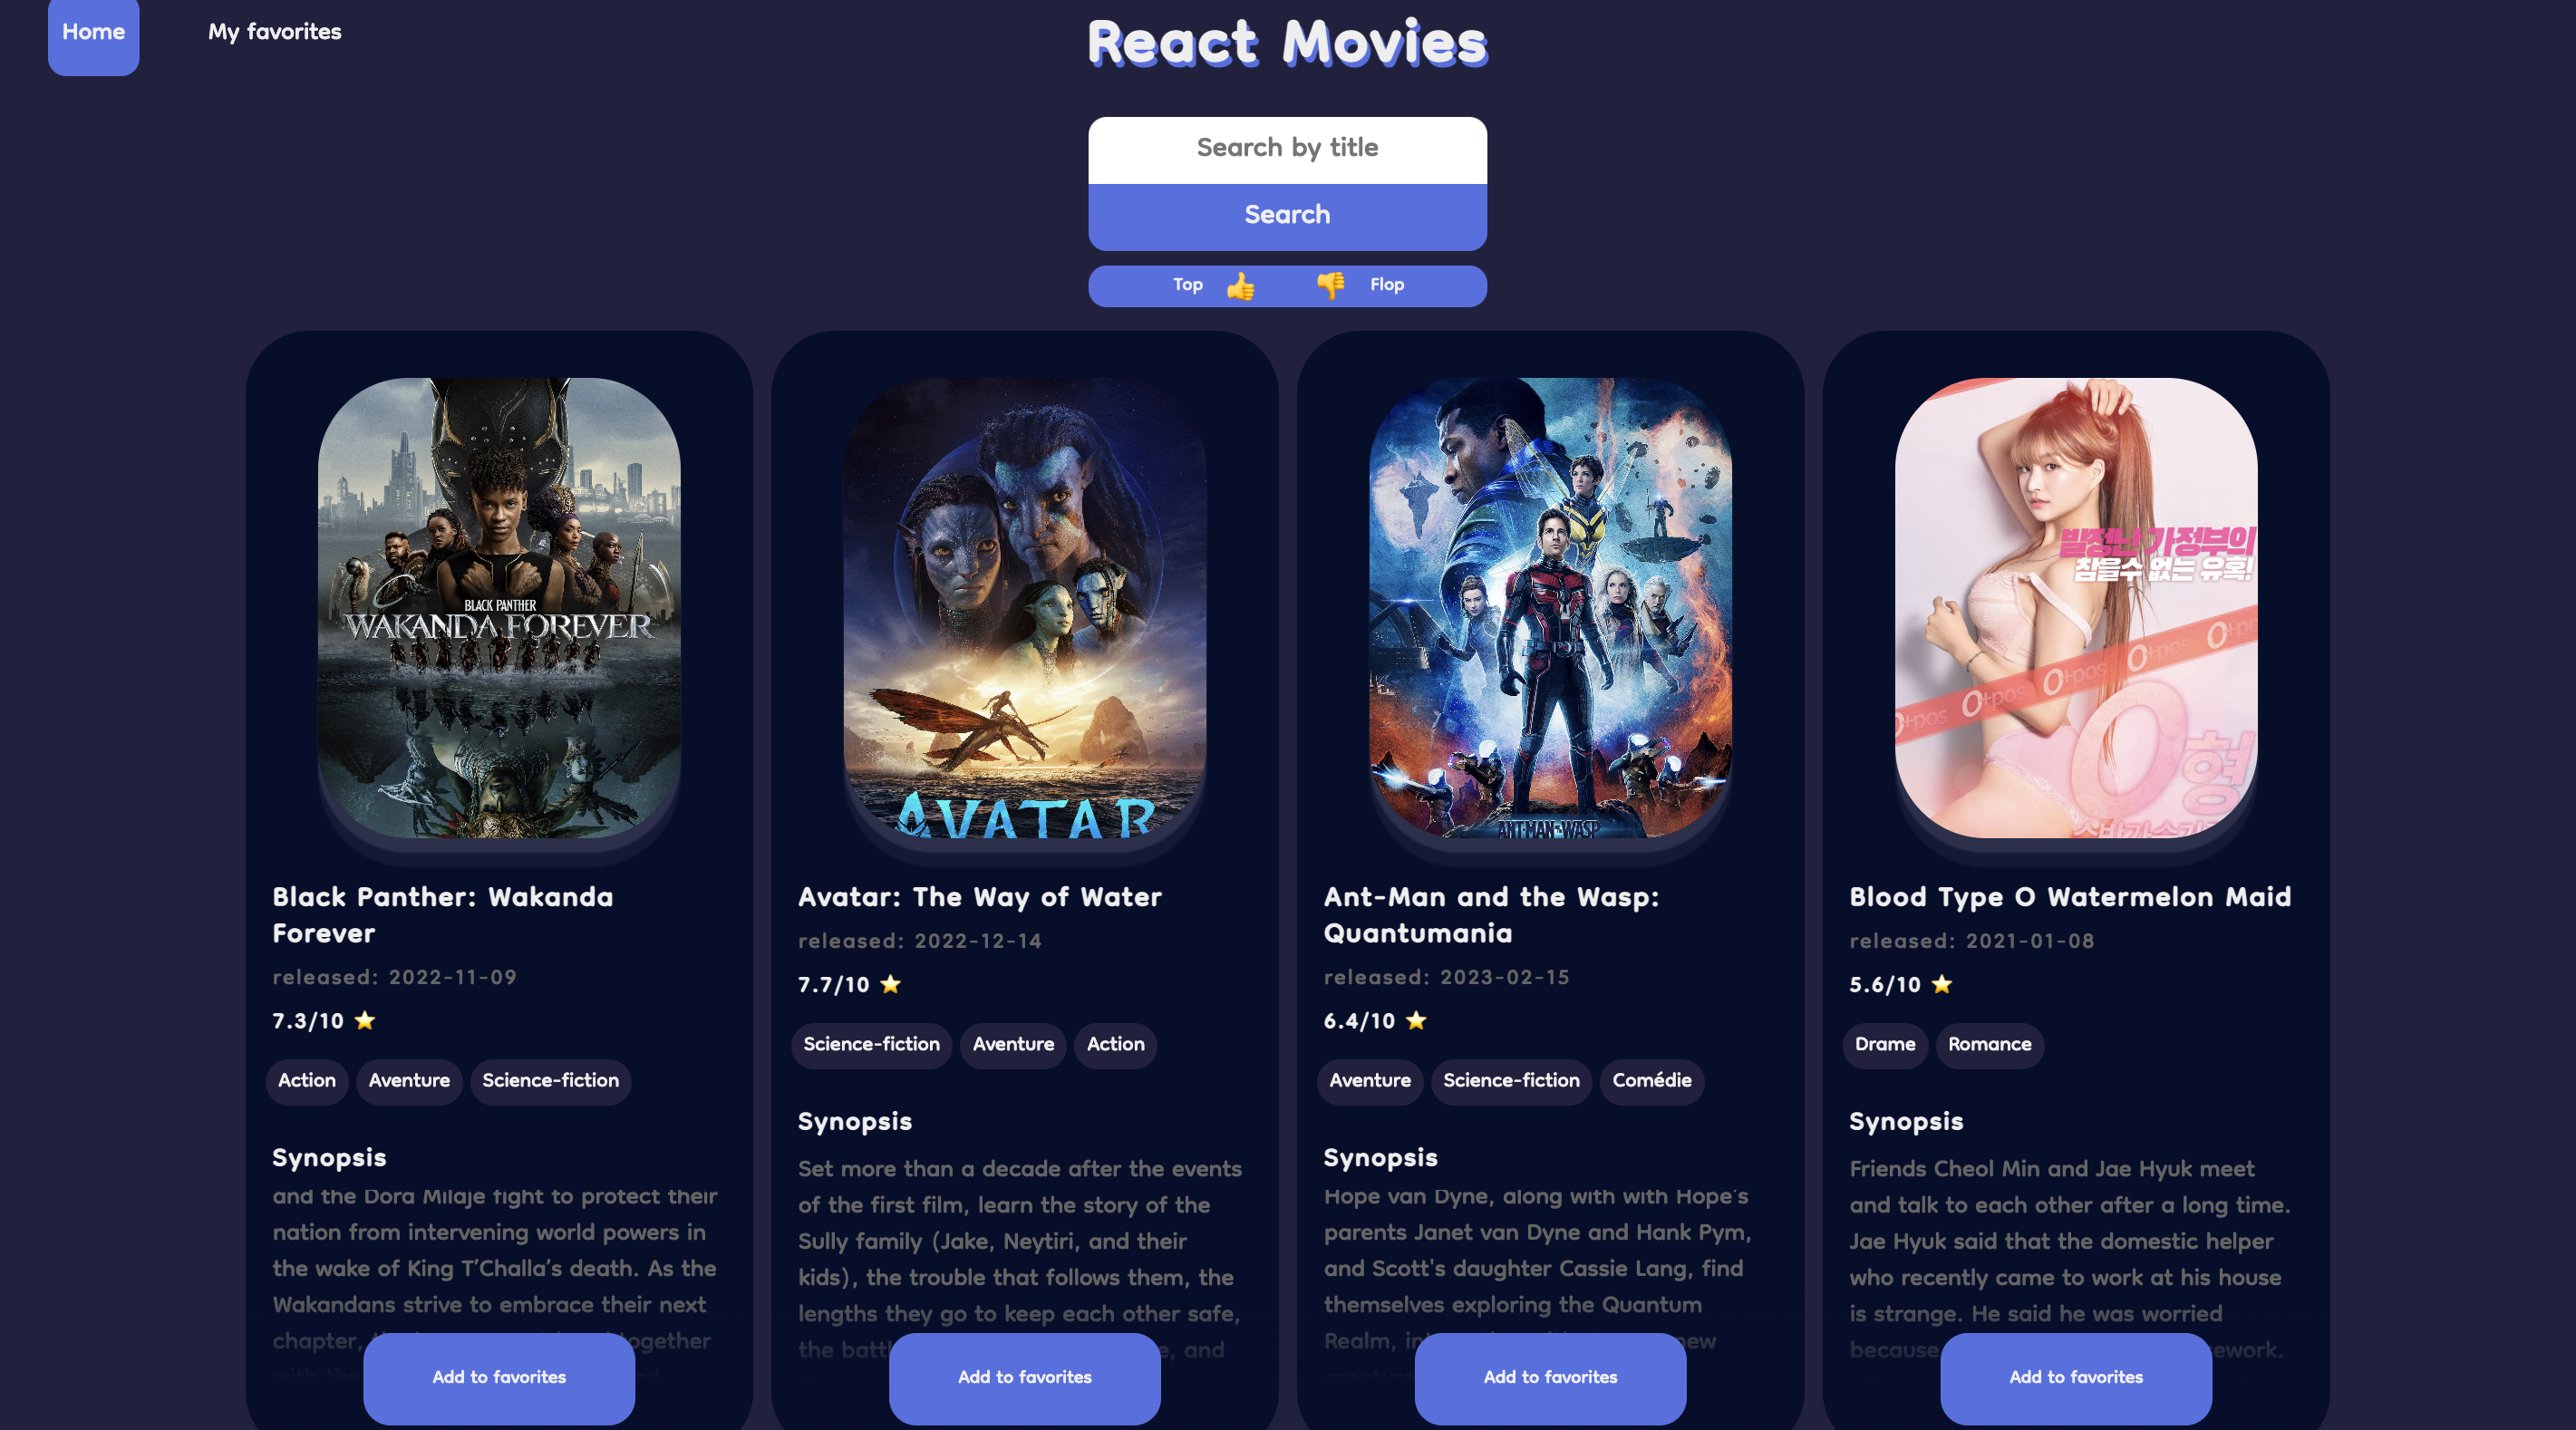 Home
My favorites
React Movies
Search by title
Search
Top 👍 👎 Flop
BLACK PANTHER
WAKANDA FOREVER
AVATAR
ANT-MAN AND THE WASP
발정난 가정부의
참을수 없는 유혹!
O+pos O+pos O+pos O+pos
O형
Black Panther: Wakanda
Forever
released: 2022-11-09
7.3/10 ⭐
Action Aventure Science-fiction
Synopsis
and the Dora Milaje fight to protect their
nation from intervening world powers in
the wake of King T'Challa's death. As the
Wakandans strive to embrace their next
chapter, together
Add to favorites
Avatar: The Way of Water
released: 2022-12-14
7.7/10 ⭐
Science-fiction Aventure Action
Synopsis
Set more than a decade after the events
of the first film, learn the story of the
Sully family (Jake, Neytiri, and their
kids), the trouble that follows them, the
lengths they go to keep each other safe,
the and
Add to favorites
Ant-Man and the Wasp:
Quantumania
released: 2023-02-15
6.4/10 ⭐
Aventure Science-fiction Comédie
Synopsis
Hope van Dyne, along with with Hope's
parents Janet van Dyne and Hank Pym,
and Scott's daughter Cassie Lang, find
themselves exploring the Quantum
Realm, new
Add to favorites
Blood Type O Watermelon Maid
released: 2021-01-08
5.6/10 ⭐
Drame Romance
Synopsis
Friends Cheol Min and Jae Hyuk meet
and talk to each other after a long time.
Jae Hyuk said that the domestic helper
who recently came to work at his house
is strange. He said he was worried
because
Add to favorites